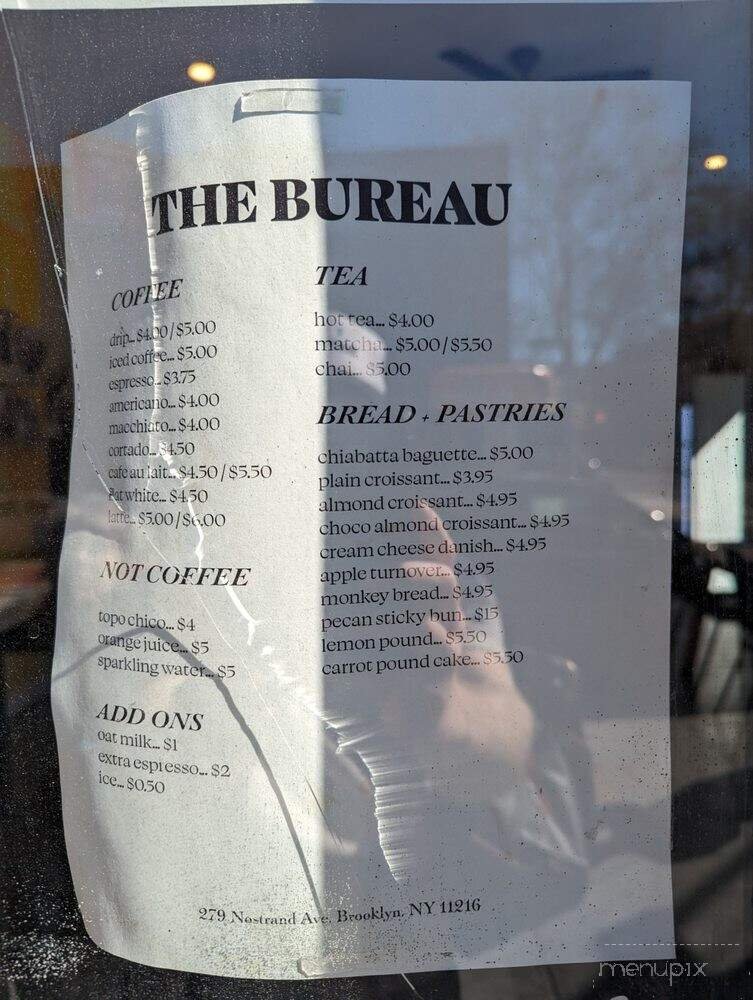 THE BUREAU
COFFEE
drip... $4.00/$5.00
iced coffee... $5.00
espresso... $3.75
americano... $4.00
macchiato... $4.00
cortado... $4.50
cafe au lait... $4.50/$5.50
flat white... $4.50
latte... $5.00/$6.00
NOT COFFEE
topo chico... $4
orange juice... $5
sparkling water... $5
ADD ONS
oat milk... $1
extra espresso... $2
ice... $0.50
TEA
hot tea... $4.00
matcha... $5.00/$5.50
chai... $5.00
BREAD + PASTRIES
chiabatta baguette... $5.00
plain croissant... $3.95
almond croissant... $4.95
choco almond croissant... $4.95
cream cheese danish... $4.95
apple turnover... $4.95
monkey bread... $4.95
pecan sticky bun... $15
lemon pound... $5.50
carrot pound cake... $5.50
279 Nostrand Ave. Brooklyn, NY 11216
menupix